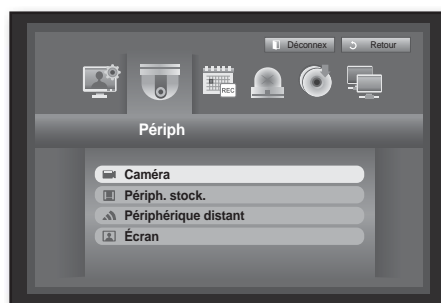 Déconnex Retour
REC
Périph
Caméra
Périph. stock.
Périphérique distant
Écran